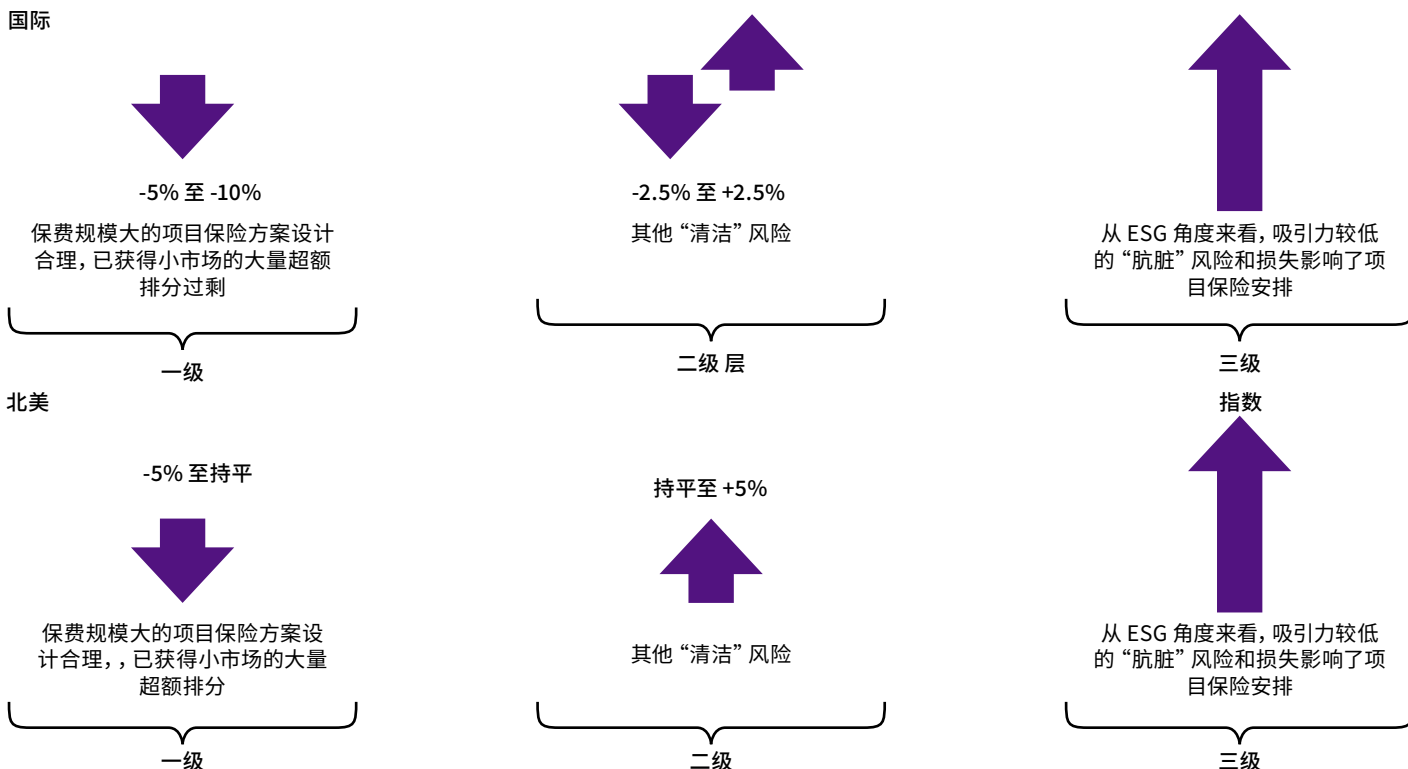 国际
-5% 至 -10%
保费规模大的项目保险方案设计
合理，已获得小市场的大量超额
排分过剩
一级
-2.5% 至 +2.5%
其他 “清洁” 风险
二级 层
从 ESG 角度来看，吸引力较低
的 “肮脏” 风险和损失影响了项
目保险安排
三级
北美
-5% 至持平
保费规模大的项目保险方案设
计合理，，已获得小市场的大量
超额排分
一级
持平至 +5%
其他 “清洁” 风险
二级
指数
从 ESG 角度来看，吸引力较低
的 “肮脏” 风险和损失影响了项
目保险安排
三级